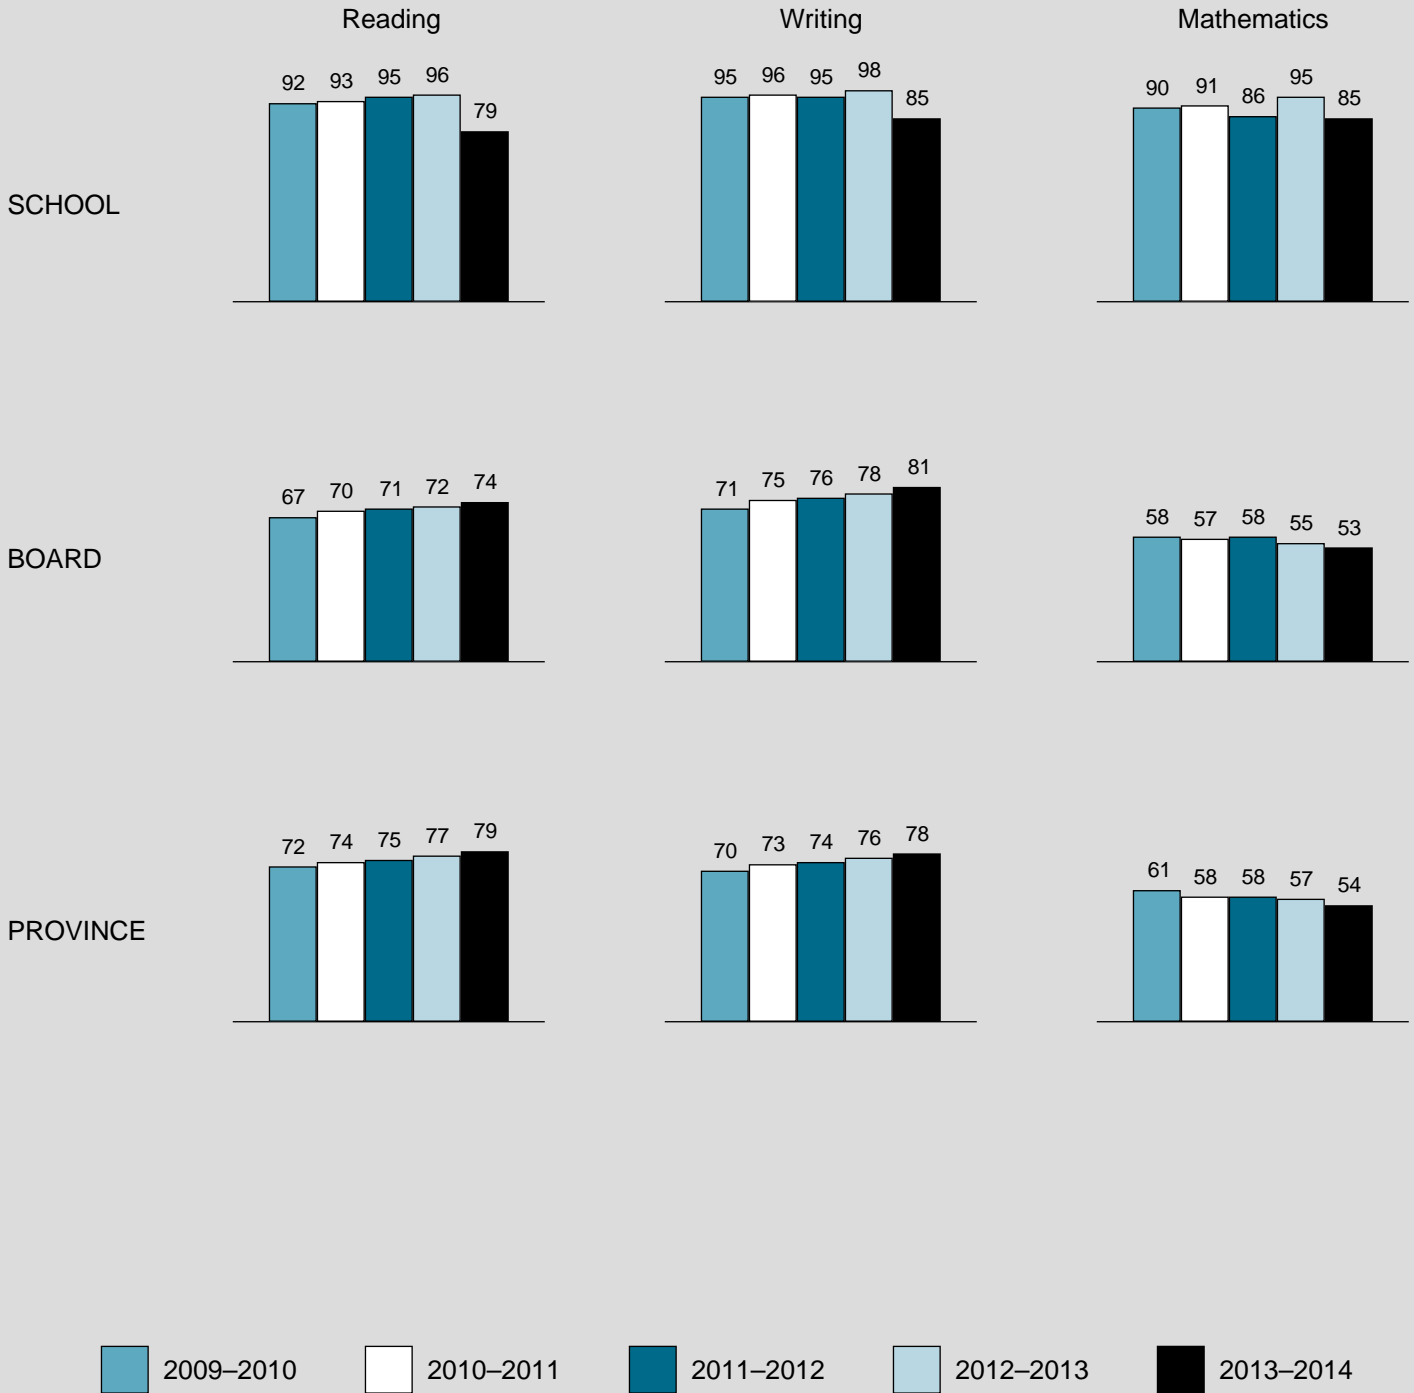 Reading Writing Mathematics
92 93 95 96 79
95 96 95 98 85
90 91 86 95 85
SCHOOL
67 70 71 72 74
71 75 76 78 81
58 57 58 55 53
BOARD
72 74 75 77 79
70 73 74 76 78
61 58 58 57 54
PROVINCE
2009–2010 2010–2011 2011–2012 2012–2013 2013–2014